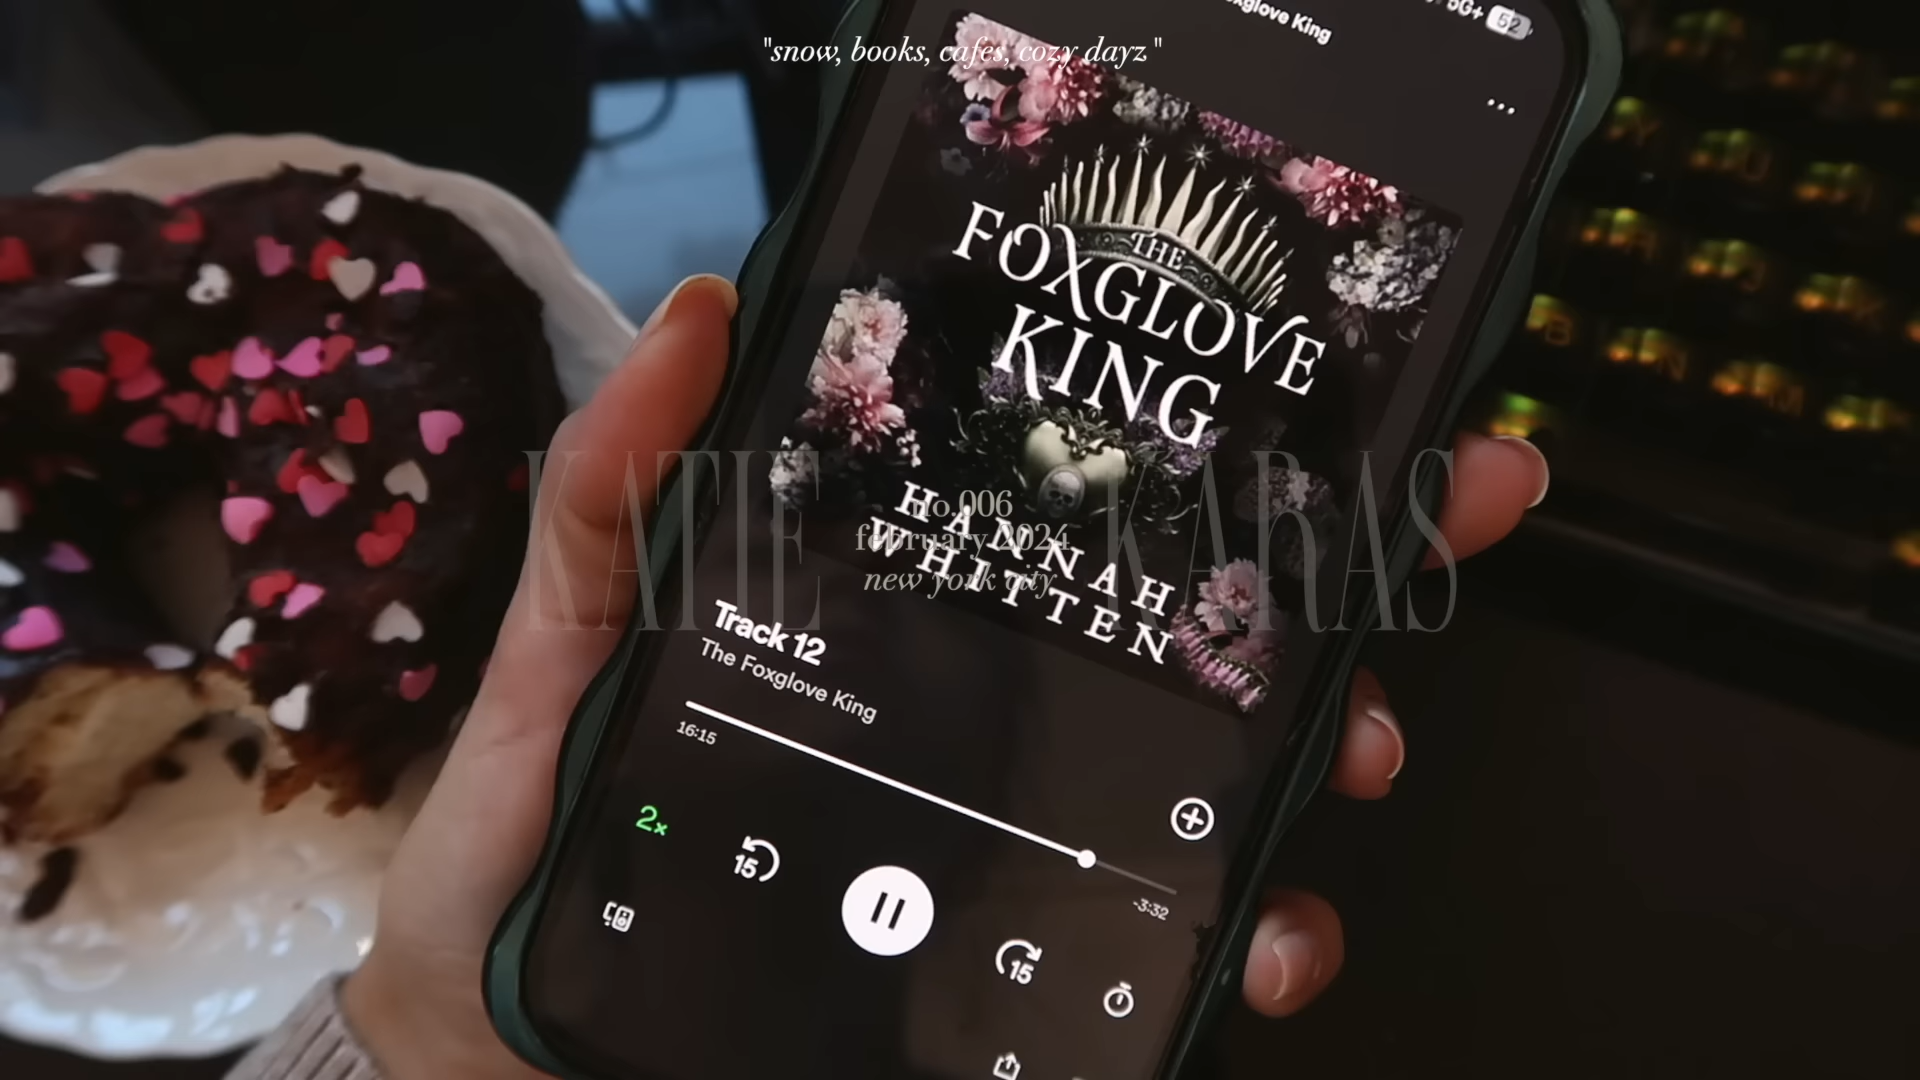 "snow, books, cafes, cozy dayz"
Foxglove King
5G+ 52
THE
FOXGLOVE
KING
HANNAH
WHITTEN
KATIE KARAS
no.006
february 2024
new york city
Track 12
The Foxglove King
16:15
-3:32
2x
15
15